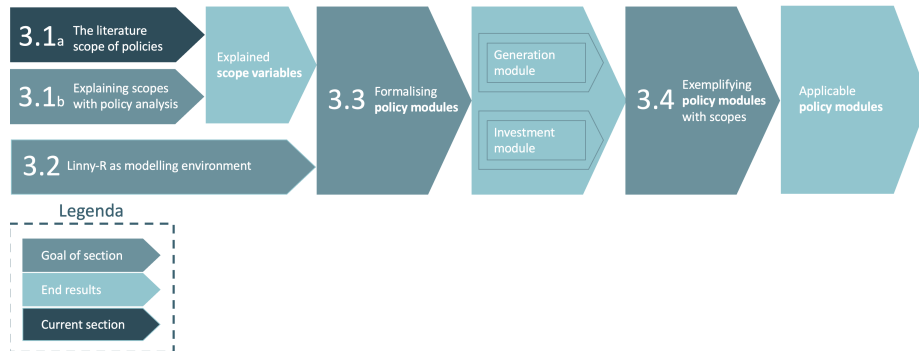 3.1a The literature
scope of policies
3.1b Explaining scopes
with policy analysis
Explained
scope variables
3.2 Linny-R as modelling environment
3.3 Formalising
policy modules
Generation
module
Investment
module
3.4 Exemplifying
policy modules
with scopes
Applicable
policy modules
Legenda
Goal of section
End results
Current section